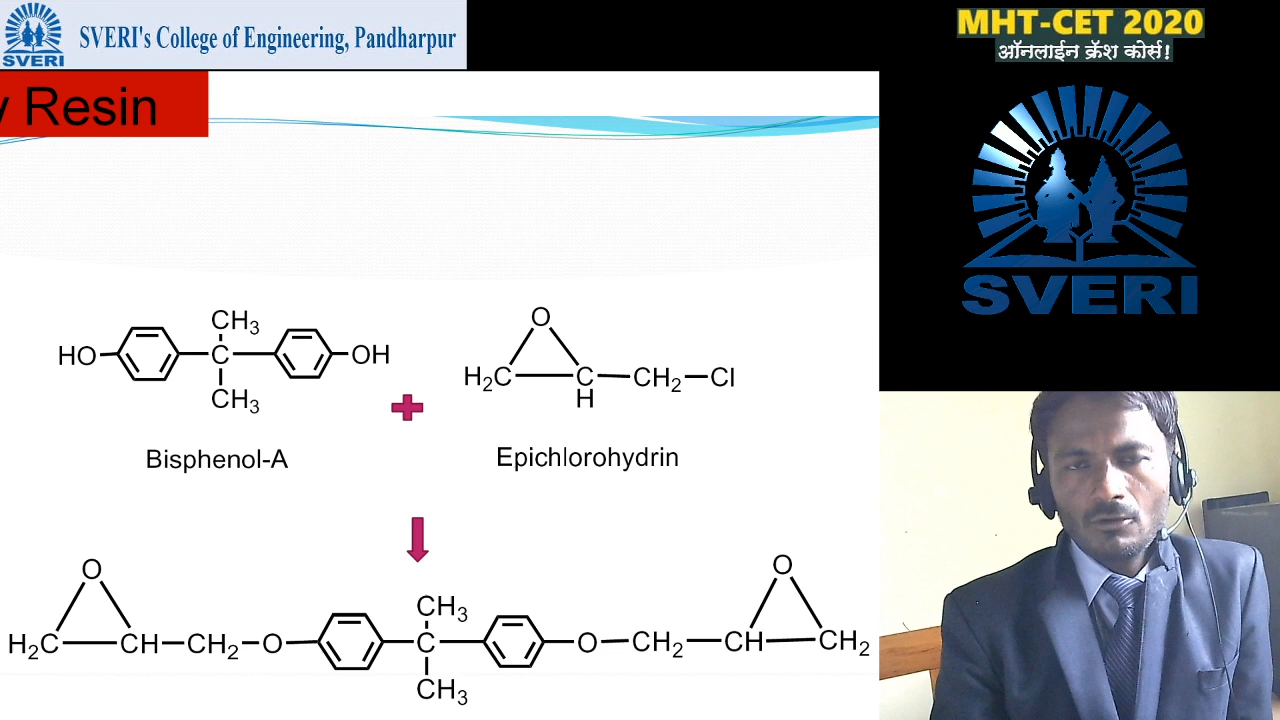 SVERI
SVERI's College of Engineering, Pandharpur
MHT-CET 2020
ऑनलाईन क्रॅश कोर्स!
y Resin
SVERI
CH3
HO
C
OH
CH3
O
H2C
C
H
CH2
Cl
Bisphenol-A
Epichlorohydrin
O
O
H2C
CH
CH2
O
CH3
C
CH3
O
CH2
CH
CH2